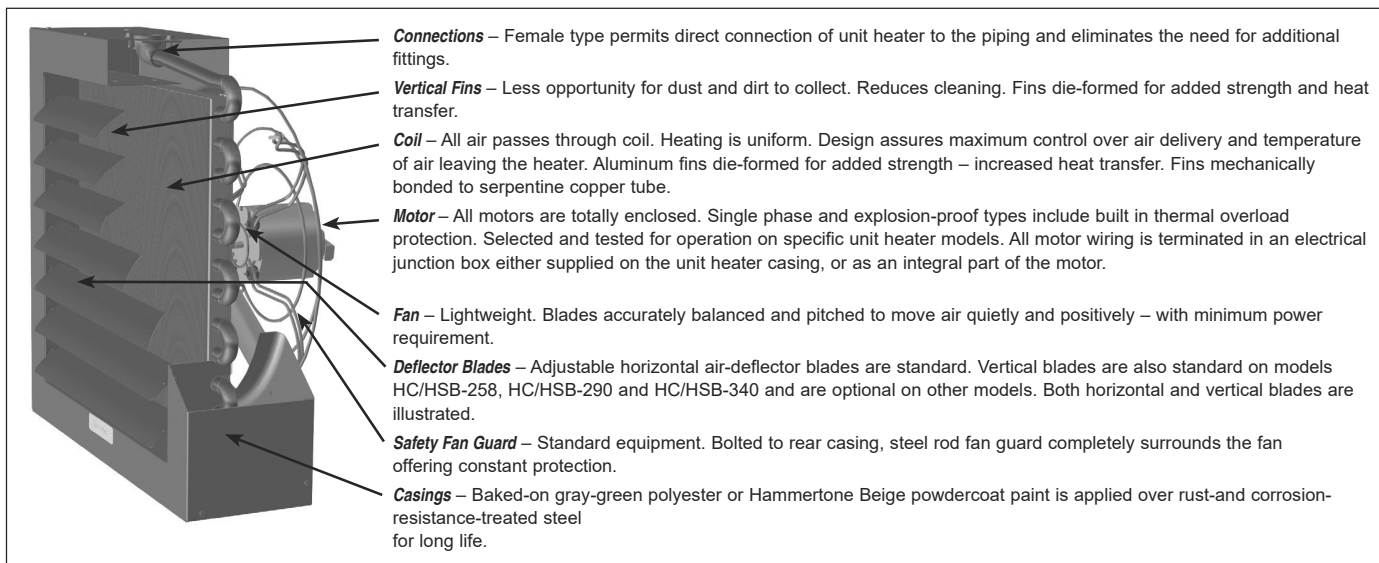 Connections – Female type permits direct connection of unit heater to the piping and eliminates the need for additional
fittings.
Vertical Fins – Less opportunity for dust and dirt to collect. Reduces cleaning. Fins die-formed for added strength and heat
transfer.
Coil – All air passes through coil. Heating is uniform. Design assures maximum control over air delivery and temperature
of air leaving the heater. Aluminum fins die-formed for added strength – increased heat transfer. Fins mechanically
bonded to serpentine copper tube.
Motor – All motors are totally enclosed. Single phase and explosion-proof types include built in thermal overload
protection. Selected and tested for operation on specific unit heater models. All motor wiring is terminated in an electrical
junction box either supplied on the unit heater casing, or as an integral part of the motor.
Fan – Lightweight. Blades accurately balanced and pitched to move air quietly and positively – with minimum power
requirement.
Deflector Blades – Adjustable horizontal air-deflector blades are standard. Vertical blades are also standard on models
HC/HSB-258, HC/HSB-290 and HC/HSB-340 and are optional on other models. Both horizontal and vertical blades are
illustrated.
Safety Fan Guard – Standard equipment. Bolted to rear casing, steel rod fan guard completely surrounds the fan
offering constant protection.
Casings – Baked-on gray-green polyester or Hammertone Beige powdercoat paint is applied over rust-and corrosion-
resistance-treated steel
for long life.